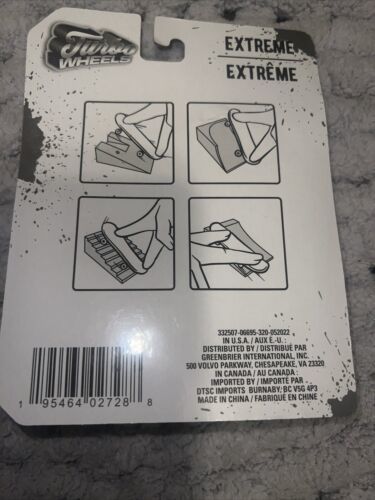 Turbo
WHEELS
EXTREME
EXTRÊME
332507-06695-320-052022
IN U.S.A. / AUX É.-U. :
DISTRIBUTED BY / DISTRIBUÉ PAR
GREENBRIER INTERNATIONAL, INC.
500 VOLVO PARKWAY, CHESAPEAKE, VA 23320
IN CANADA / AU CANADA :
IMPORTED BY / IMPORTÉ PAR :
DTSC IMPORTS BURNABY, BC V5G 4P3
MADE IN CHINA / FABRIQUÉ EN CHINE
1 95464 02728 8